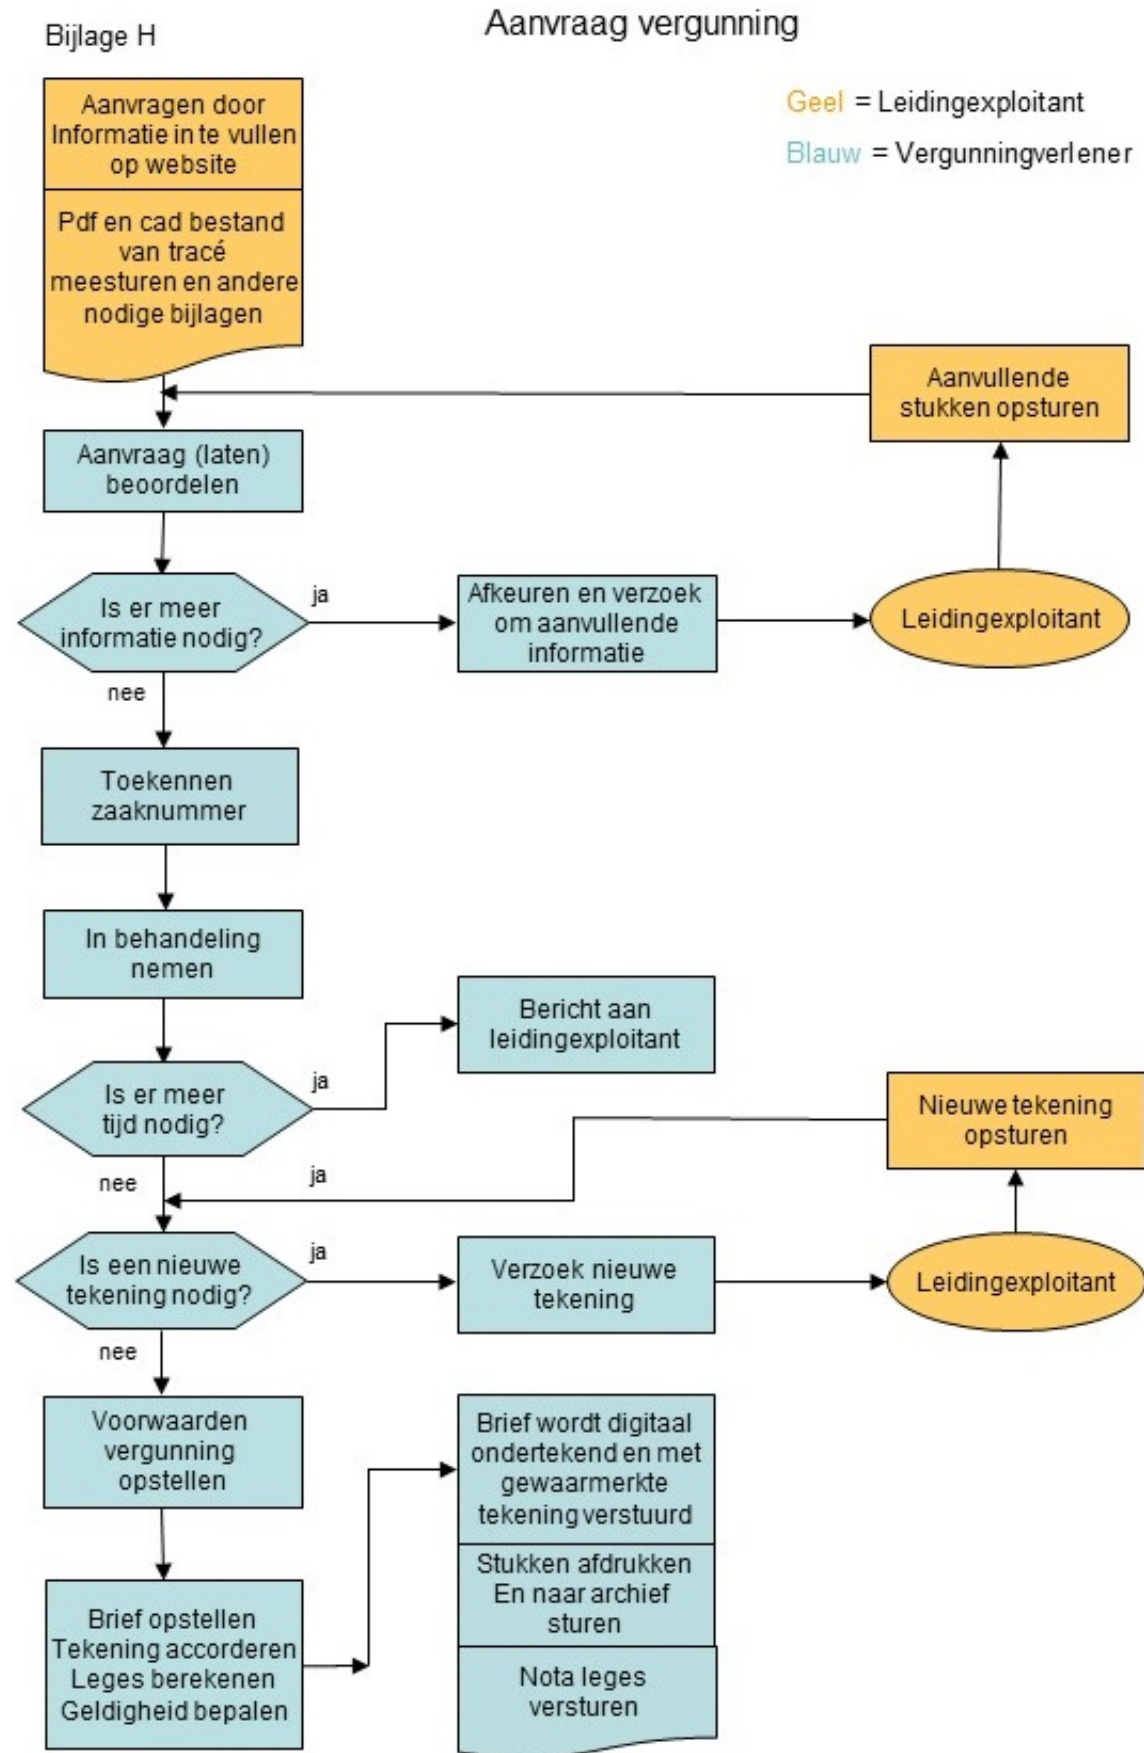 Bijlage H
Aanvraag vergunning
Geel = Leidingexploitant
Blauw = Vergunningverlener
Aanvragen door
Informatie in te vullen
op website
Pdf en cad bestand
van tracé
meesturen en andere
nodige bijlagen
Aanvullende
stukken opsturen
Aanvraag (laten)
beoordelen
Is er meer
informatie nodig?
ja
Afkeuren en verzoek
om aanvullende
informatie
Leidingexploitant
nee
Toekennen
zaaknummer
In behandeling
nemen
Is er meer
tijd nodig?
ja
Bericht aan
leidingexploitant
Nieuwe tekening
opsturen
nee
ja
Is een nieuwe
tekening nodig?
ja
Verzoek nieuwe
tekening
Leidingexploitant
nee
Voorwaarden
vergunning
opstellen
Brief opstellen
Tekening accorderen
Leges berekenen
Geldigheid bepalen
Brief wordt digitaal
ondertekend en met
gewaarmerkte
tekening verstuurd
Stukken afdrukken
En naar archief
sturen
Nota leges
versturen